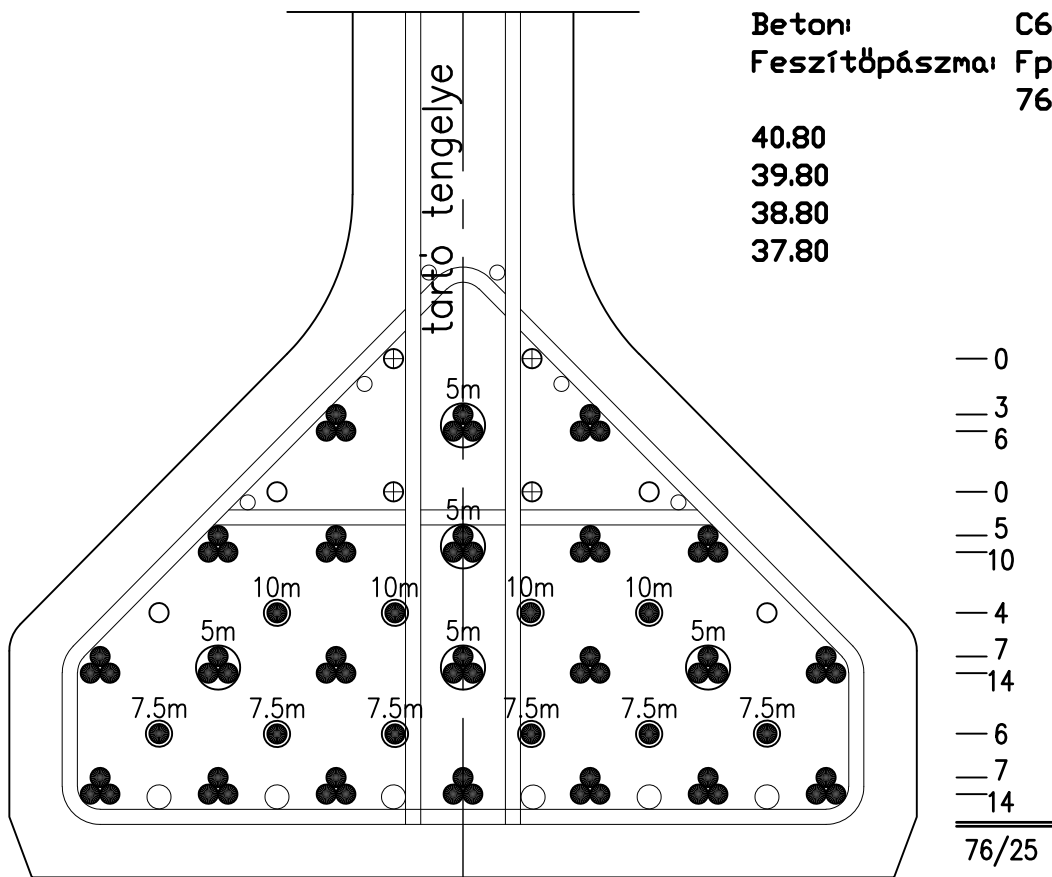 Beton: C6
Feszítőpászma: Fp
76
40.80
39.80
38.80
37.80
tartó tengelye
0
5m
3
6
0
5m
5
10
10m 10m 10m 10m
4
5m 5m 5m
7
14
7.5m 7.5m 7.5m 7.5m 7.5m 7.5m
6
7
14
76/25